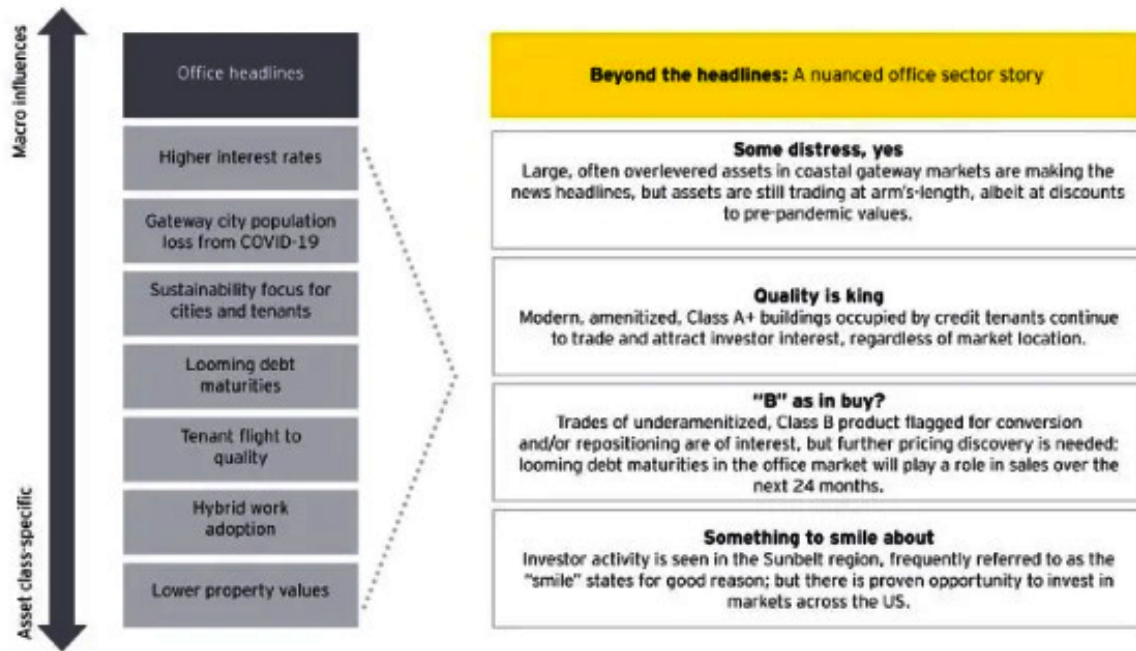 Macro influences
Asset class-specific
Office headlines
Higher interest rates
Gateway city population
loss from COVID-19
Sustainability focus for
cities and tenants
Looming debt
maturities
Tenant flight to
quality
Hybrid work
adoption
Lower property values
Beyond the headlines: A nuanced office sector story
Some distress, yes
Large, often overlevered assets in coastal gateway markets are making the
news headlines, but assets are still trading at arm's-length, albeit at discounts
to pre-pandemic values.
Quality is king
Modern, amenitized, Class A+ buildings occupied by credit tenants continue
to trade and attract investor interest, regardless of market location.
"B" as in buy?
Trades of underamenitized, Class B product flagged for conversion
and/or repositioning are of interest, but further pricing discovery is needed;
looming debt maturities in the office market will play a role in sales over the
next 24 months.
Something to smile about
Investor activity is seen in the Sunbelt region, frequently referred to as the
"smile" states for good reason; but there is proven opportunity to invest in
markets across the US.